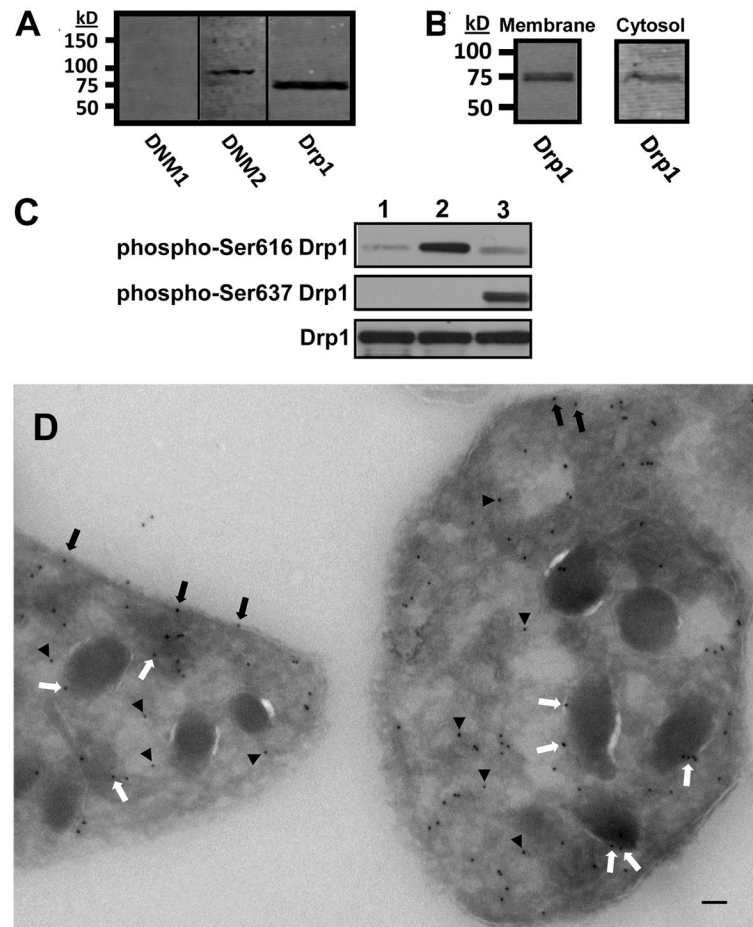 A
kD
150
100
75
50
DNM1
DNM2
Drp1
B
kD
Membrane
Cytosol
100
75
50
Drp1
Drp1
C
1 2 3
phospho-Ser616 Drp1
phospho-Ser637 Drp1
Drp1
D